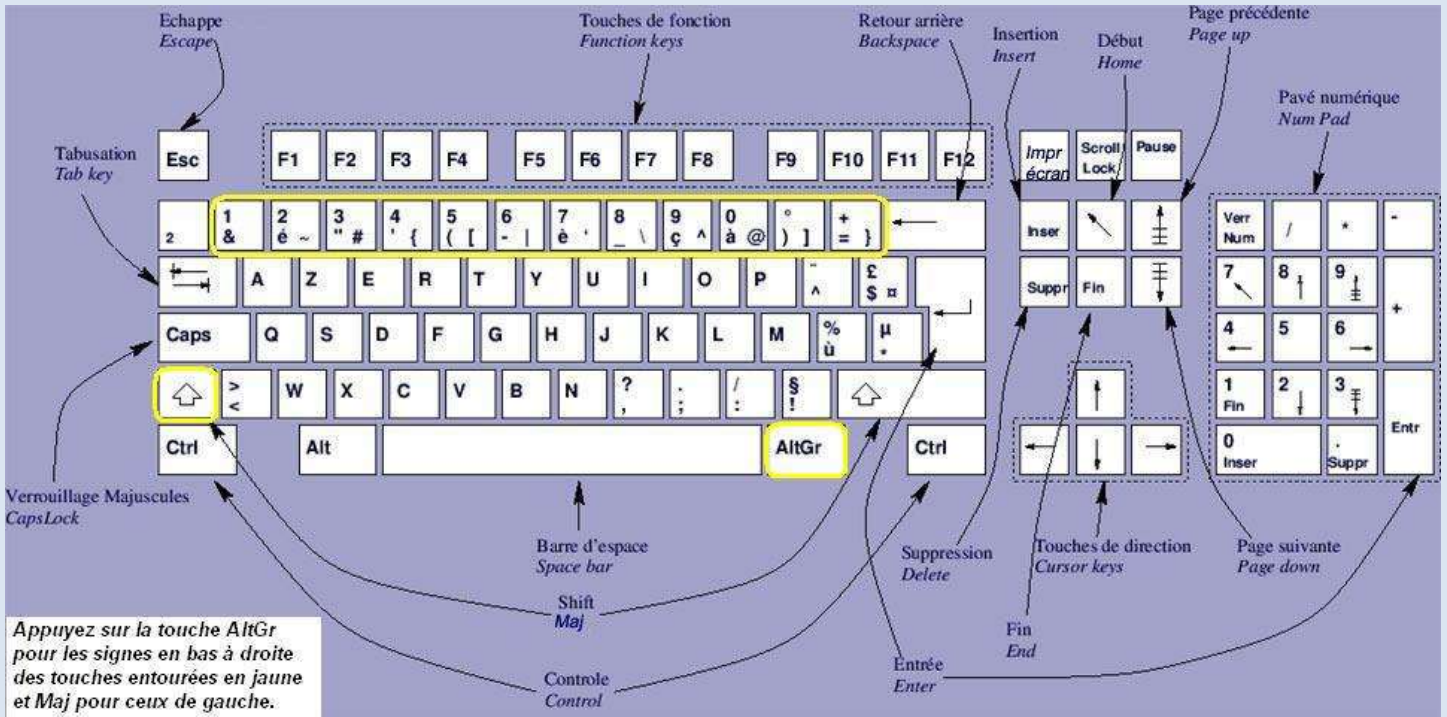 Echappe
Escape
Touches de fonction
Function keys
Retour arrière
Backspace
Insertion
Insert
Début
Home
Page précédente
Page up
Pavé numérique
Num Pad
Tabusation
Tab key
Esc F1 F2 F3 F4 F5 F6 F7 F8 F9 F10 F11 F12
Impr écran
Scroll Lock
Pause
1 2 3 4 5 6 7 8 9 0 ° +
2 & é ~ " # ' { ( [ - | è ' _ \ ç ^ à @ ) ] = }
Inser
Verr Num / * -
A Z E R T Y U I O P ¨ ^ £ $ ¤
Suppr Fin
7 8 9 +
Caps Q S D F G H J K L M % ù µ *
4 5 6
> < W X C V B N ? , . ; / : § !
1 Fin 2 3
Entr
Ctrl Alt AltGr Ctrl
0 Inser . Suppr
Verrouillage Majuscules
CapsLock
Barre d'espace
Space bar
Suppression
Delete
Touches de direction
Cursor keys
Page suivante
Page down
Shift
Maj
Fin
End
Controle
Control
Entrée
Enter
Appuyez sur la touche AltGr
pour les signes en bas à droite
des touches entourées en jaune
et Maj pour ceux de gauche.